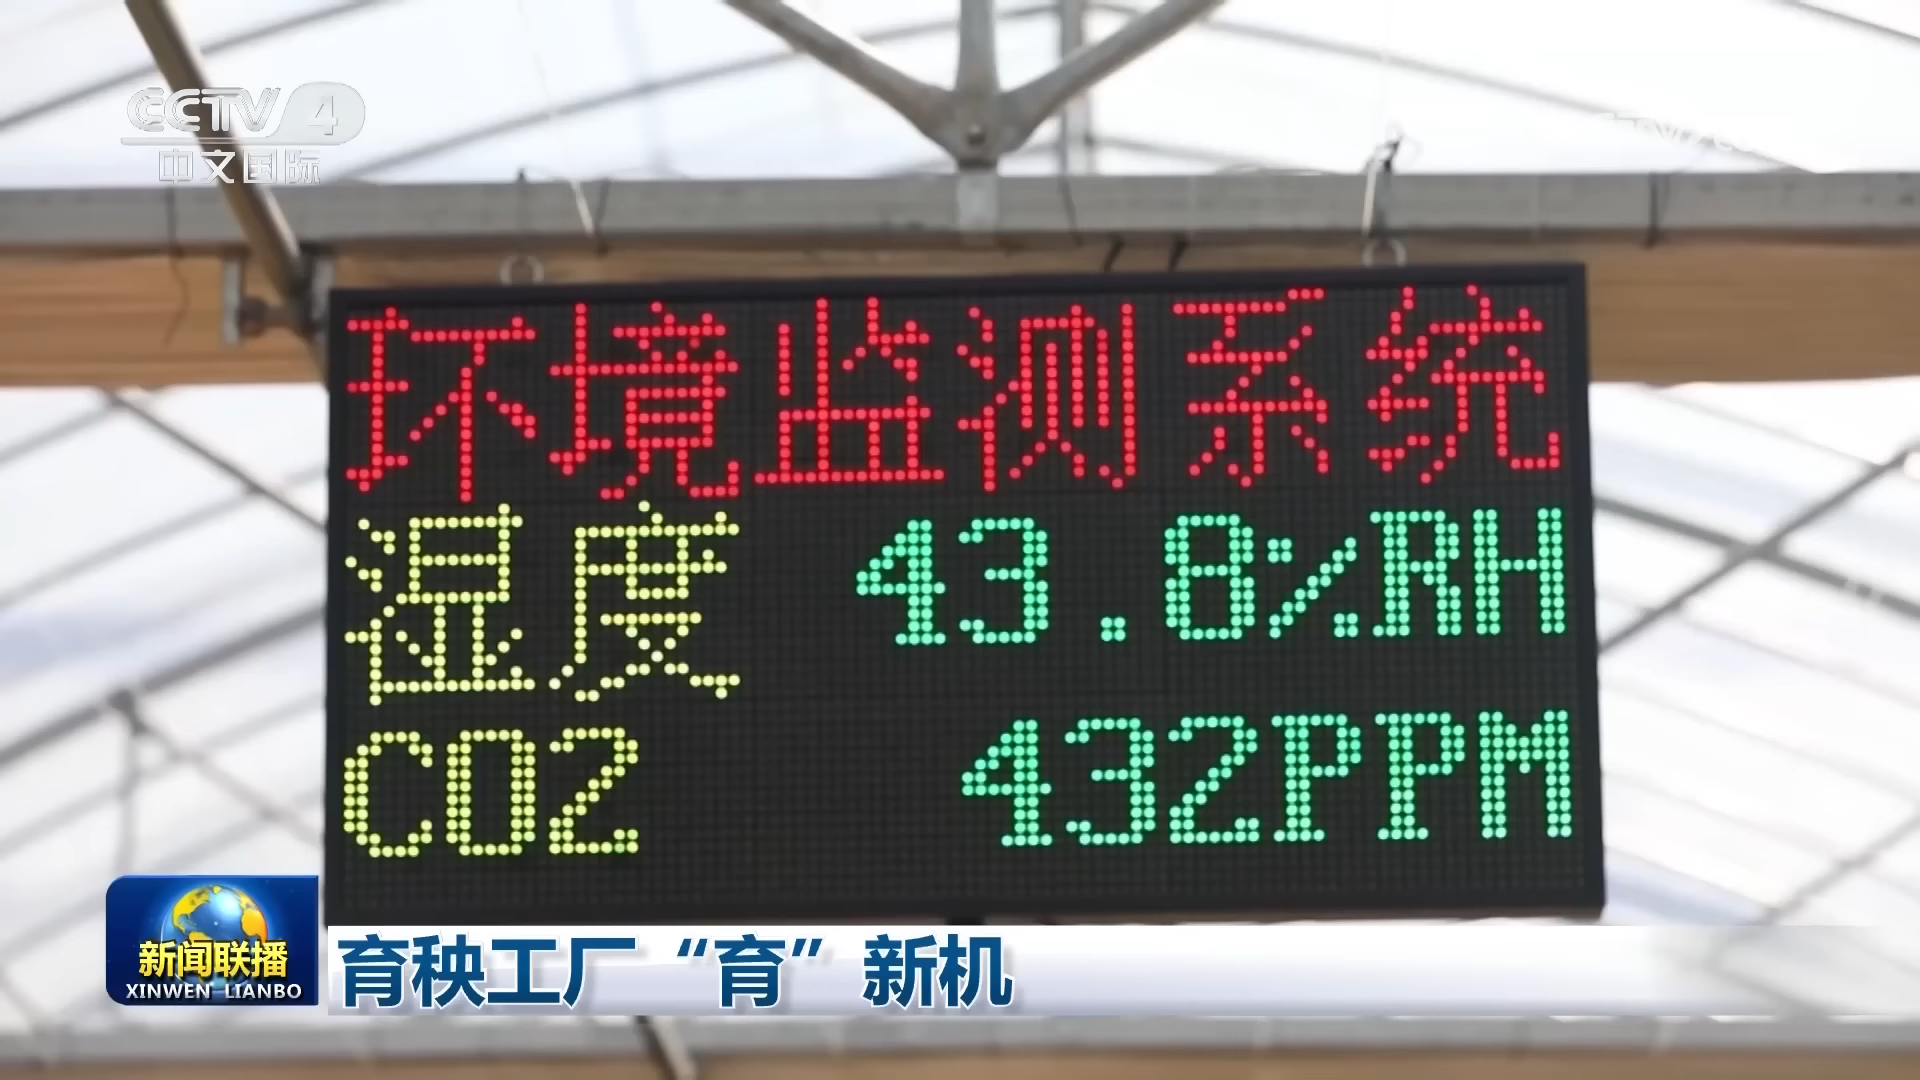 CCTV 4
中文国际
环境监测系统
湿度 43.8%RH
CO2 432PPM
新闻联播
XINWEN LIANBO
育秧工厂“育”新机